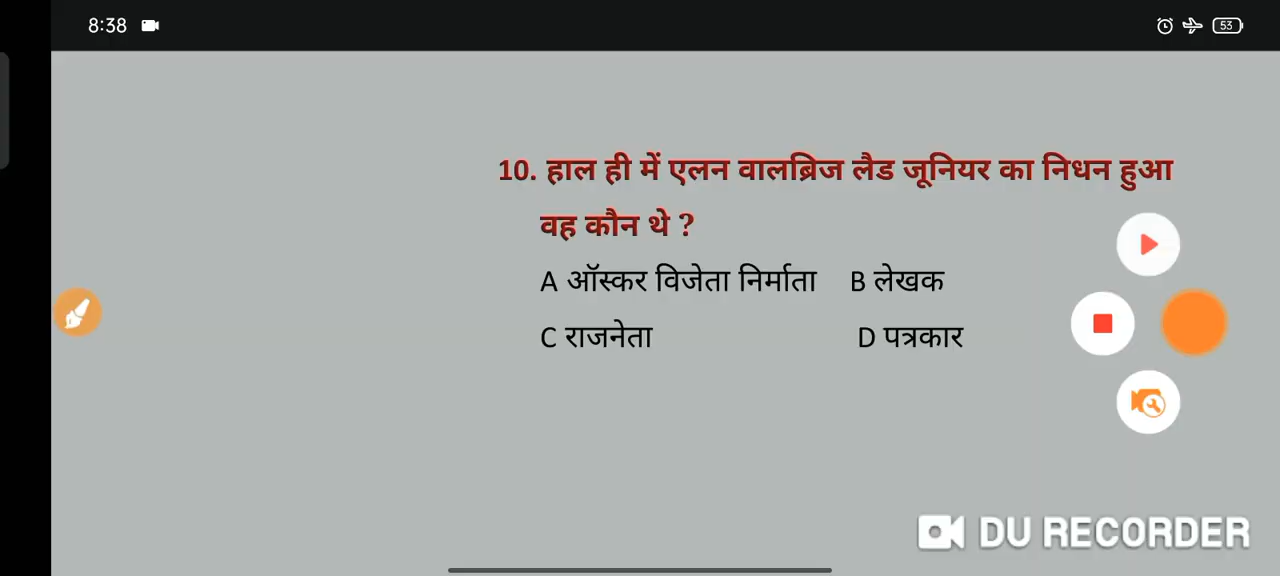 8:38
53
10. हाल ही में एलन वालब्रिज लैड जूनियर का निधन हुआ
वह कौन थे ?
A ऑस्कर विजेता निर्माता B लेखक
C राजनेता D पत्रकार
DU RECORDER